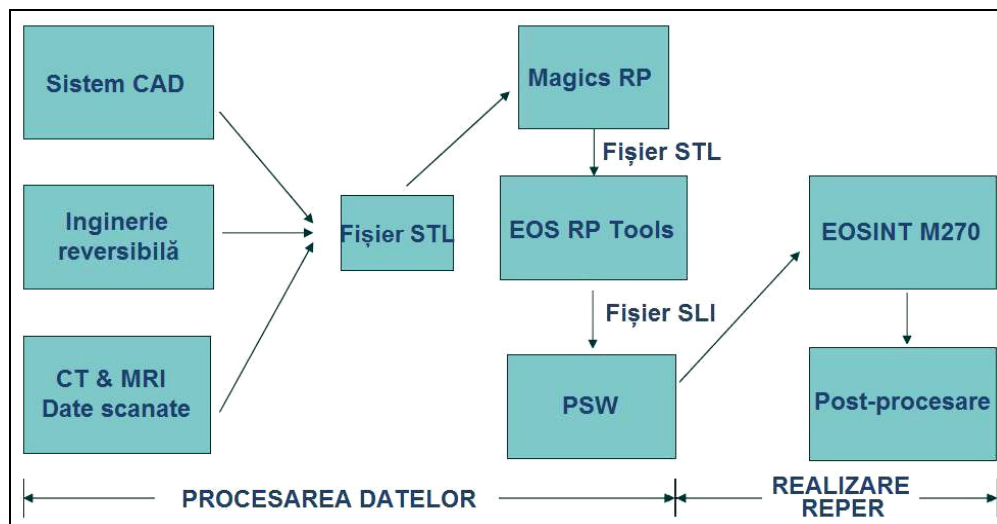 Sistem CAD
Inginerie
reversibilă
CT & MRI
Date scanate
Fișier STL
Magics RP
Fișier STL
EOS RP Tools
Fișier SLI
PSW
EOSINT M270
Post-procesare
PROCESAREA DATELOR
REALIZARE
REPER